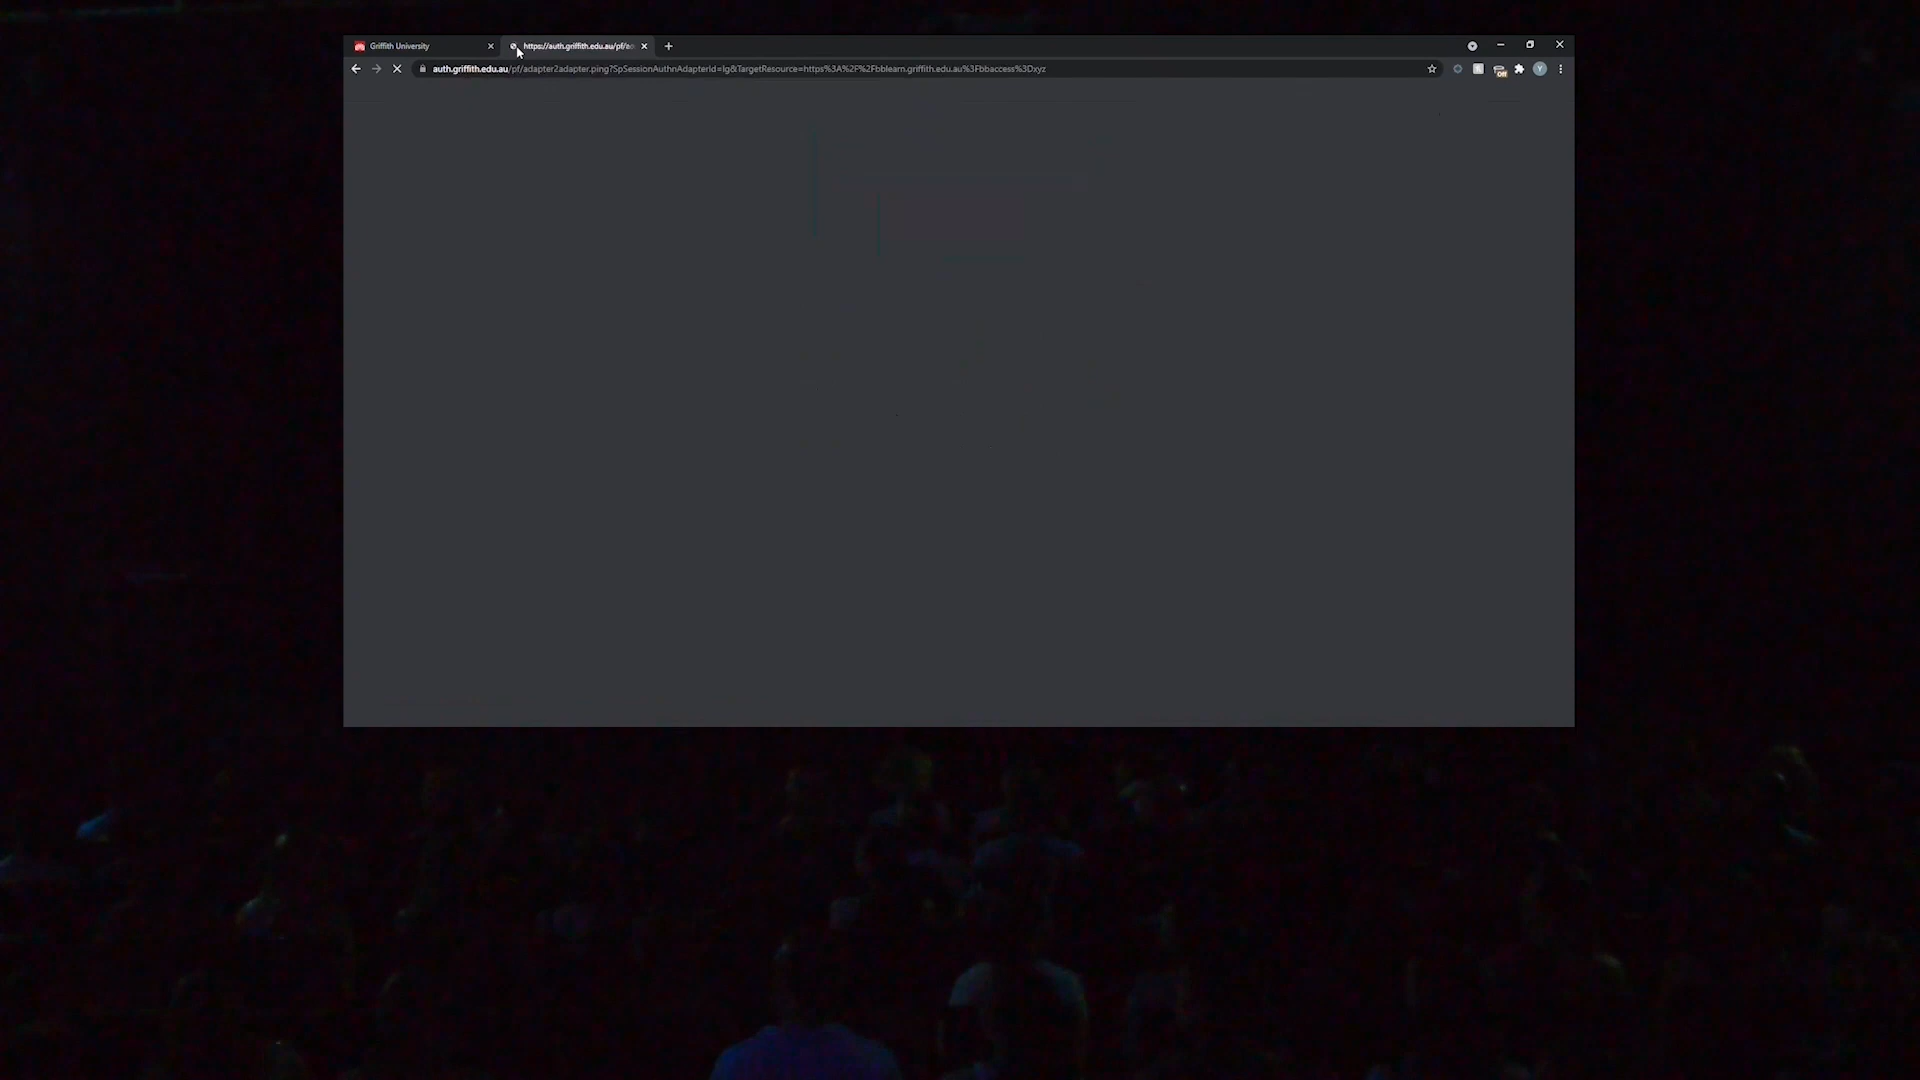 Griffith University
https://auth.griffith.edu.au/pf/a
auth.griffith.edu.au/pf/adapter2adapter.ping?SpSessionAuthnAdapterId=lg&TargetResource=https%3A%2F%2Fbblearn.griffith.edu.au%3Fbbaccess%3Dxyz
Off
Y